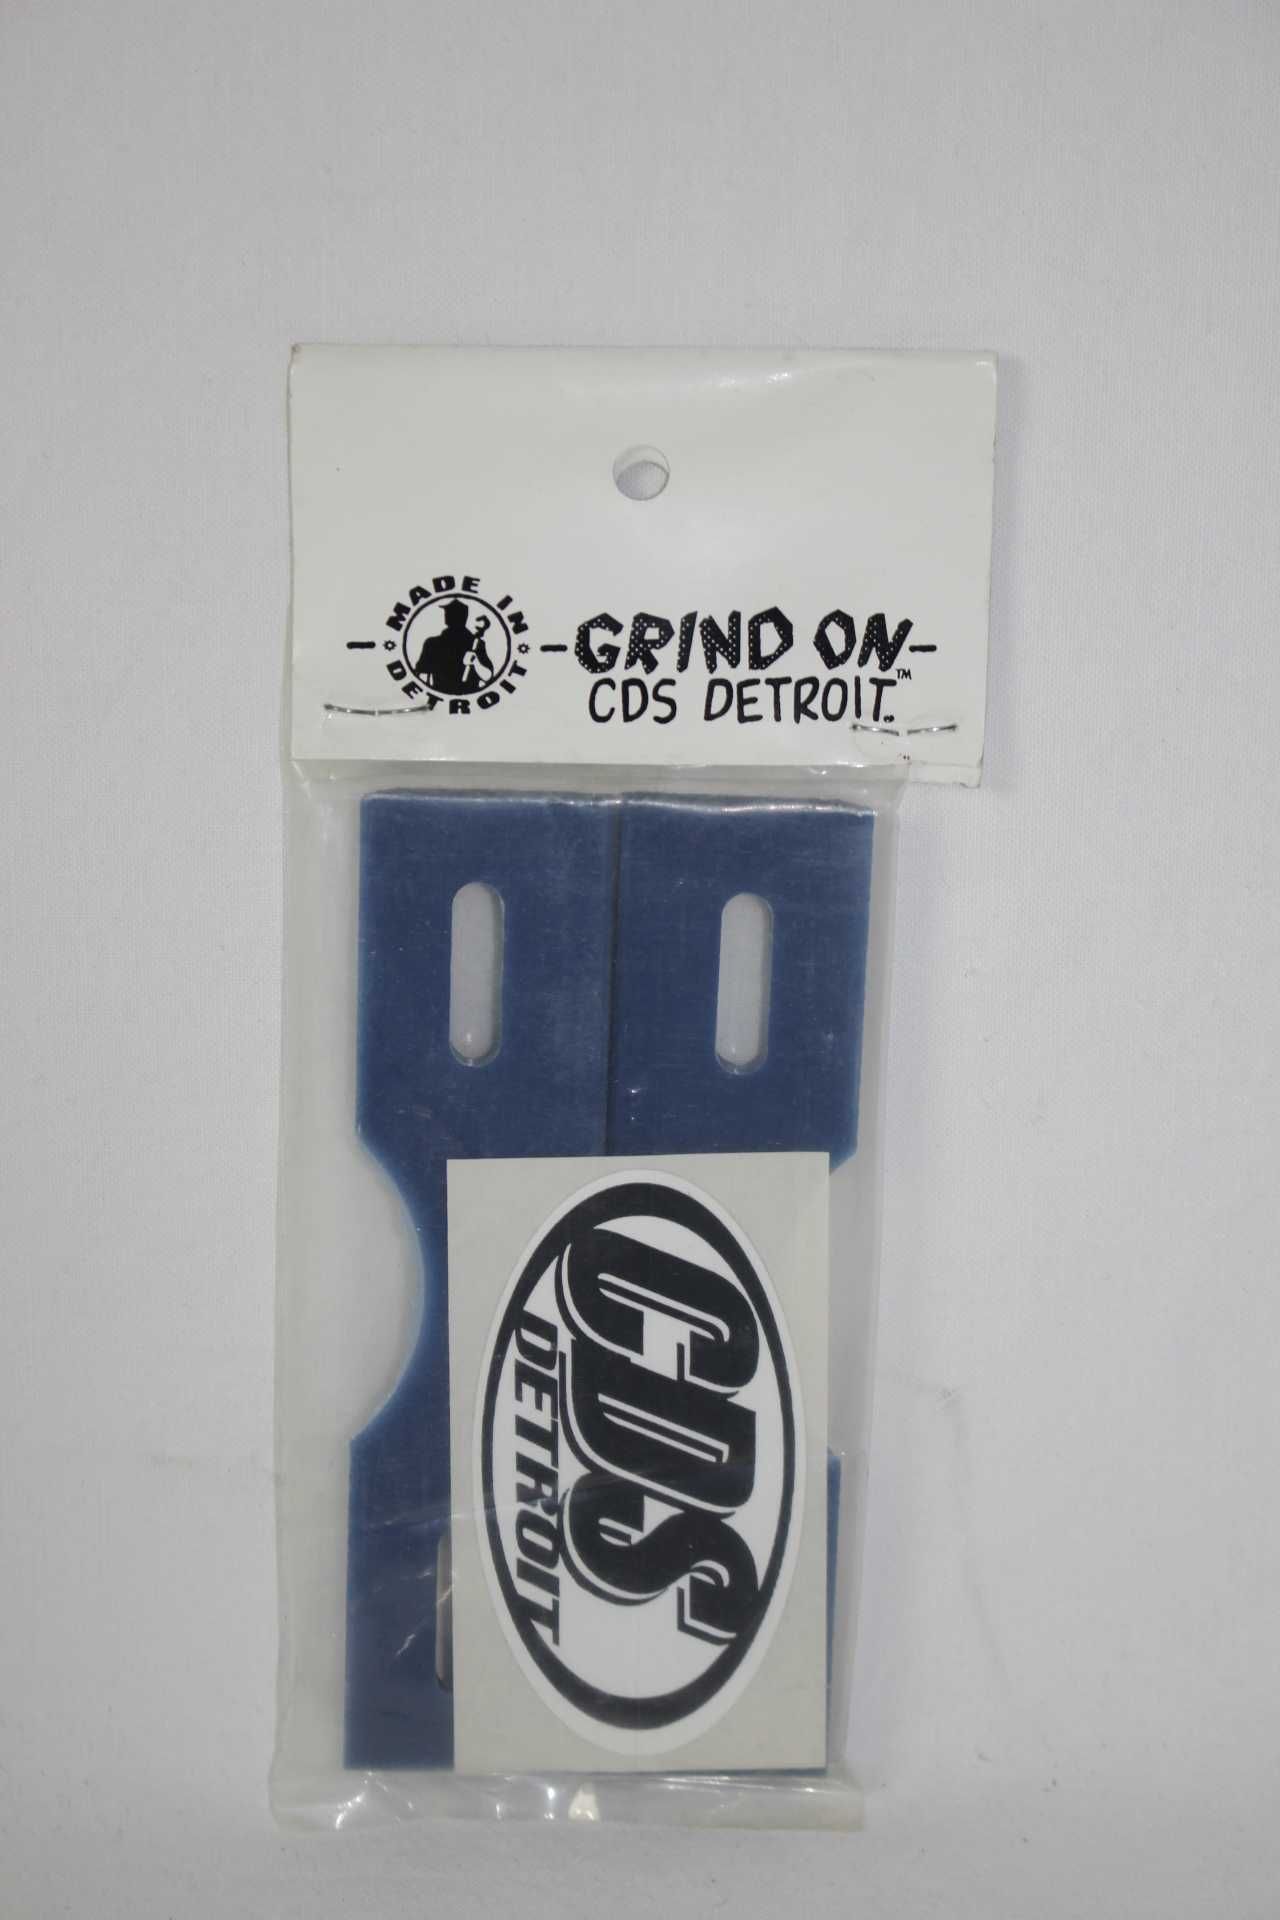 MADE IN
DETROIT
-GRIND ON-
CDS DETROIT™
CDS
DETROIT